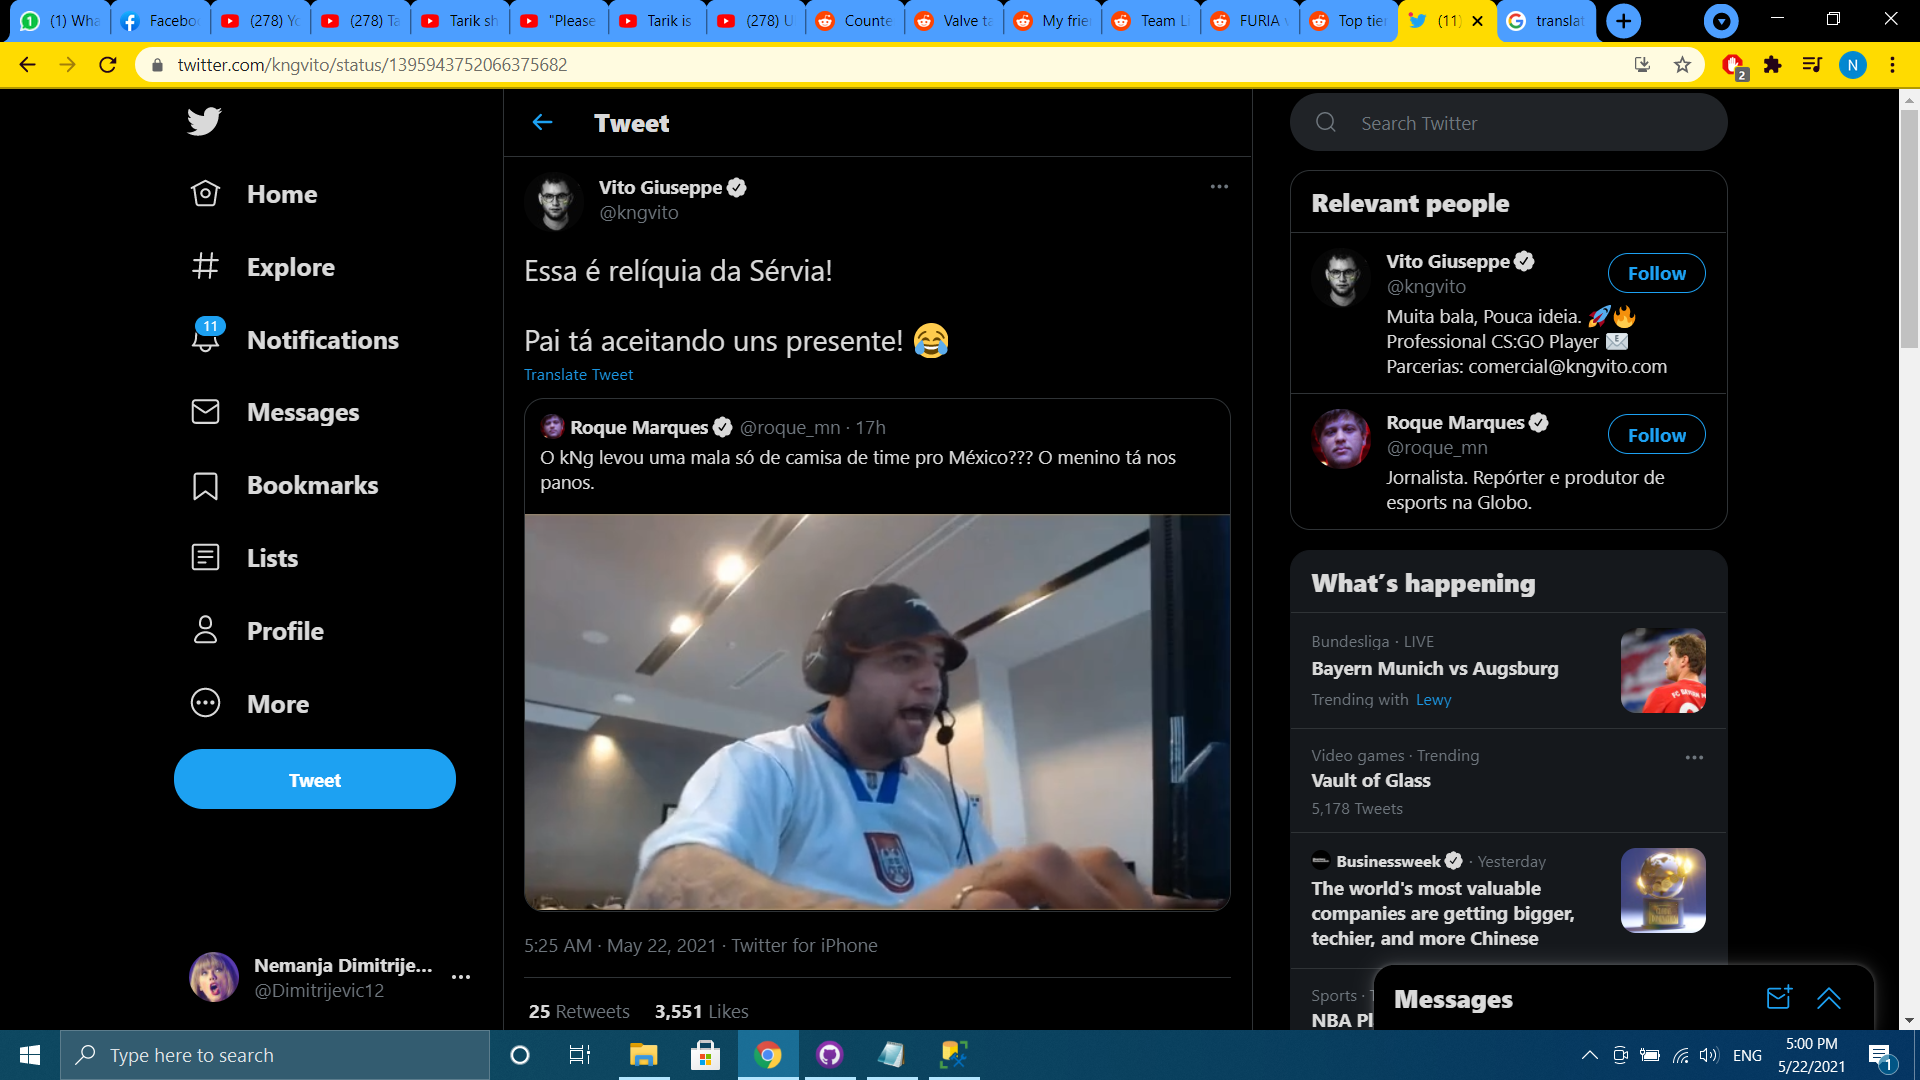 (1) Wha
Facebo
(278) Yo
(278) Ta
Tarik sh
"Please
Tarik is
(278) U
Counte
Valve ta
My frie
Team Li
FURIA v
Top tie
(11)
translat
twitter.com/kngvito/status/1395943752066375682
2
N
Home
Explore
11
Notifications
Messages
Bookmarks
Lists
Profile
More
Tweet
Nemanja Dimitrije...
@Dimitrijevic12
Tweet
Vito Giuseppe
@kngvito
Essa é relíquia da Sérvia!
Pai tá aceitando uns presente! 😂
Translate Tweet
Roque Marques @roque_mn · 17h
O kNg levou uma mala só de camisa de time pro México??? O menino tá nos
panos.
5:25 AM · May 22, 2021 · Twitter for iPhone
25 Retweets 3,551 Likes
Search Twitter
Relevant people
Vito Giuseppe
@kngvito
Follow
Muita bala, Pouca ideia. 🚀🔥
Professional CS:GO Player ✉️
Parcerias: comercial@kngvito.com
Roque Marques
@roque_mn
Follow
Jornalista. Repórter e produtor de
esports na Globo.
What's happening
Bundesliga · LIVE
Bayern Munich vs Augsburg
Trending with Lewy
Video games · Trending
Vault of Glass
5,178 Tweets
Businessweek · Yesterday
The world's most valuable
companies are getting bigger,
techier, and more Chinese
Sports · T
NBA Pl
Messages
Type here to search
ENG
5:00 PM
5/22/2021
1